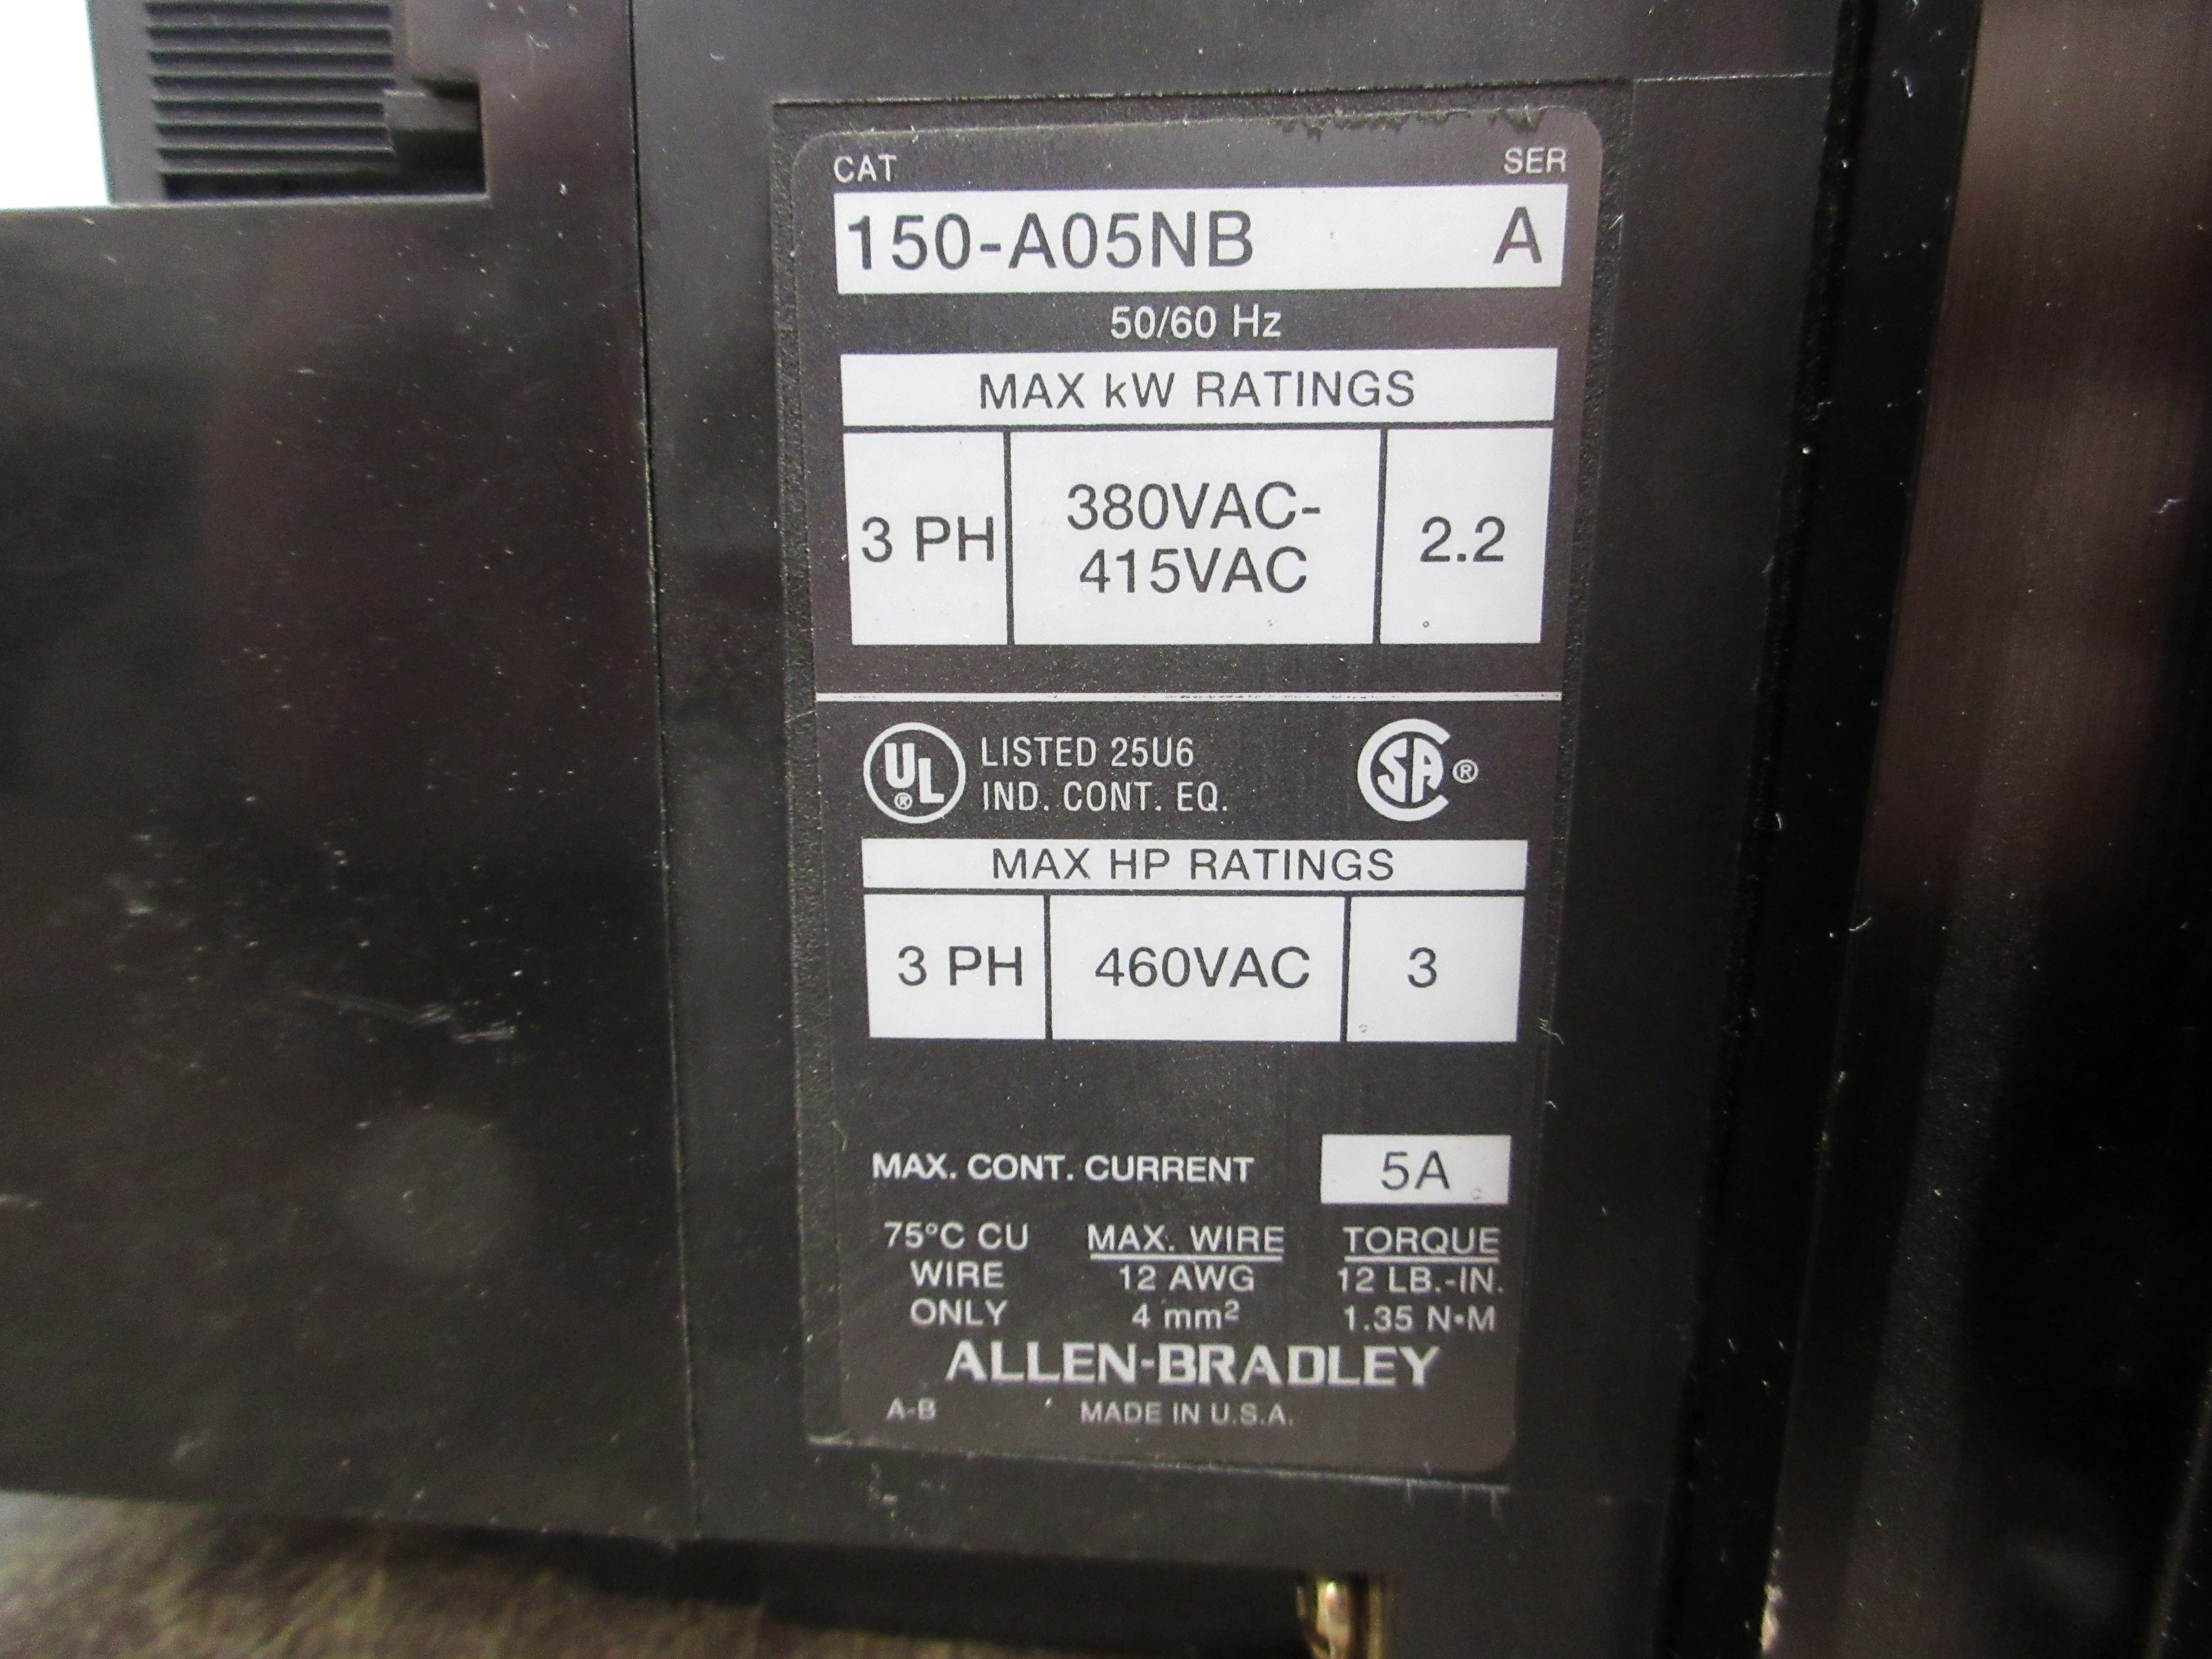 CAT SER
150-A05NB A
50/60 Hz
MAX kW RATINGS
3 PH 380VAC- 2.2
415VAC
UL® LISTED 25U6 CSA®
IND. CONT. EQ.
MAX HP RATINGS
3 PH 460VAC 3
MAX. CONT. CURRENT 5A
75°C CU MAX. WIRE TORQUE
WIRE 12 AWG 12 LB.-IN.
ONLY 4 mm² 1.35 N•M
ALLEN-BRADLEY
A-B MADE IN U.S.A.